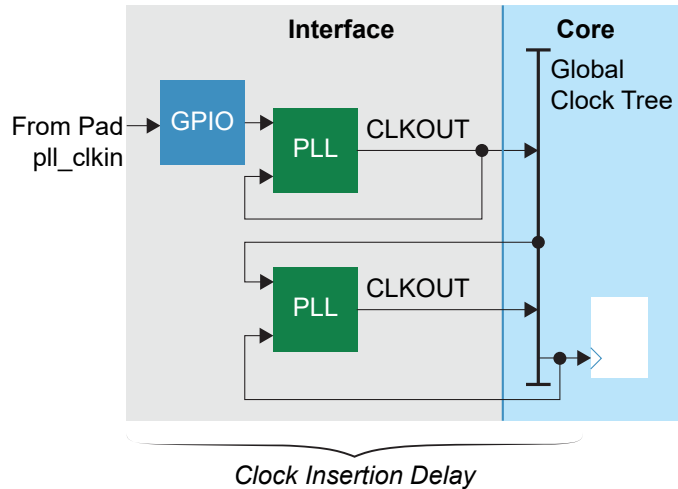 Interface
Core
Global
Clock Tree
From Pad
pll_clkin
GPIO
PLL
CLKOUT
PLL
CLKOUT
Clock Insertion Delay